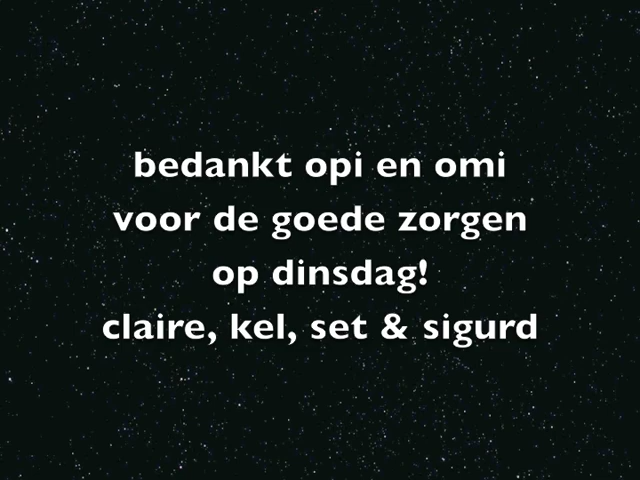 bedankt opi en omi
voor de goede zorgen
op dinsdag!
claire, kel, set & sigurd